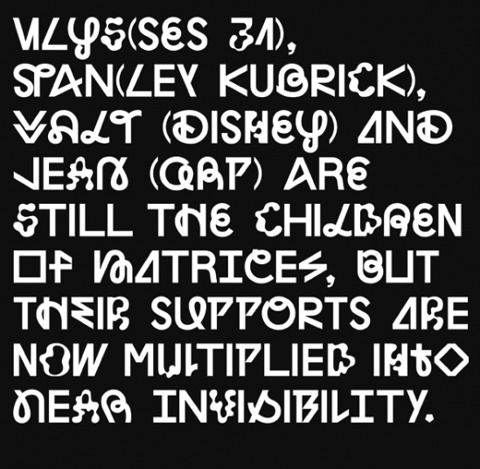 ULYS(SES 31),
STAN(LEY KUBRICK),
WALT (DISNEY) AND
JEAN (ARP) ARE
STILL THE CHILDREN
OF MATRICES, BUT
THEIR SUPPORTS ARE
NOW MULTIPLIED INTO
NEAR INVISIBILITY.